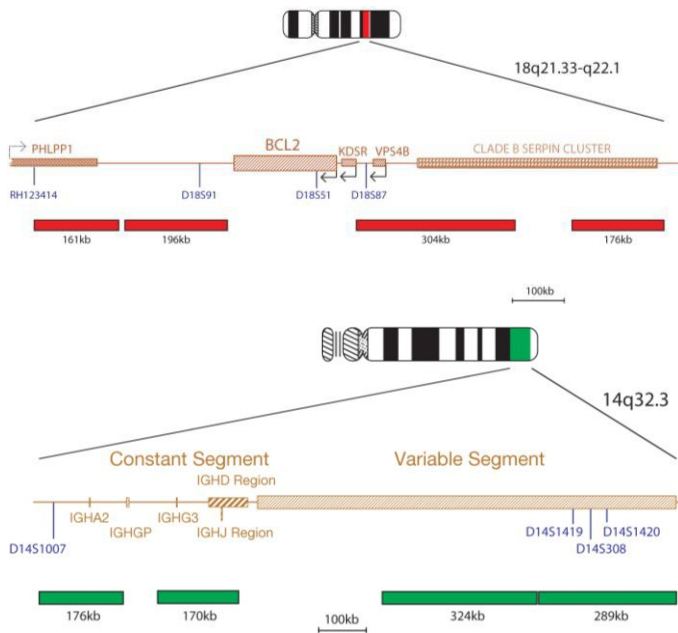 18q21.33-q22.1
PHLPP1
BCL2
KDSR
VPS4B
CLADE B SERPIN CLUSTER
RH123414
D18S91
D18S51
D18S87
161kb
196kb
304kb
176kb
100kb
14q32.3
Constant Segment
Variable Segment
IGHD Region
IGHA2
IGHGP
IGHG3
IGHJ Region
D14S1007
D14S1419
D14S308
D14S1420
176kb
170kb
100kb
324kb
289kb